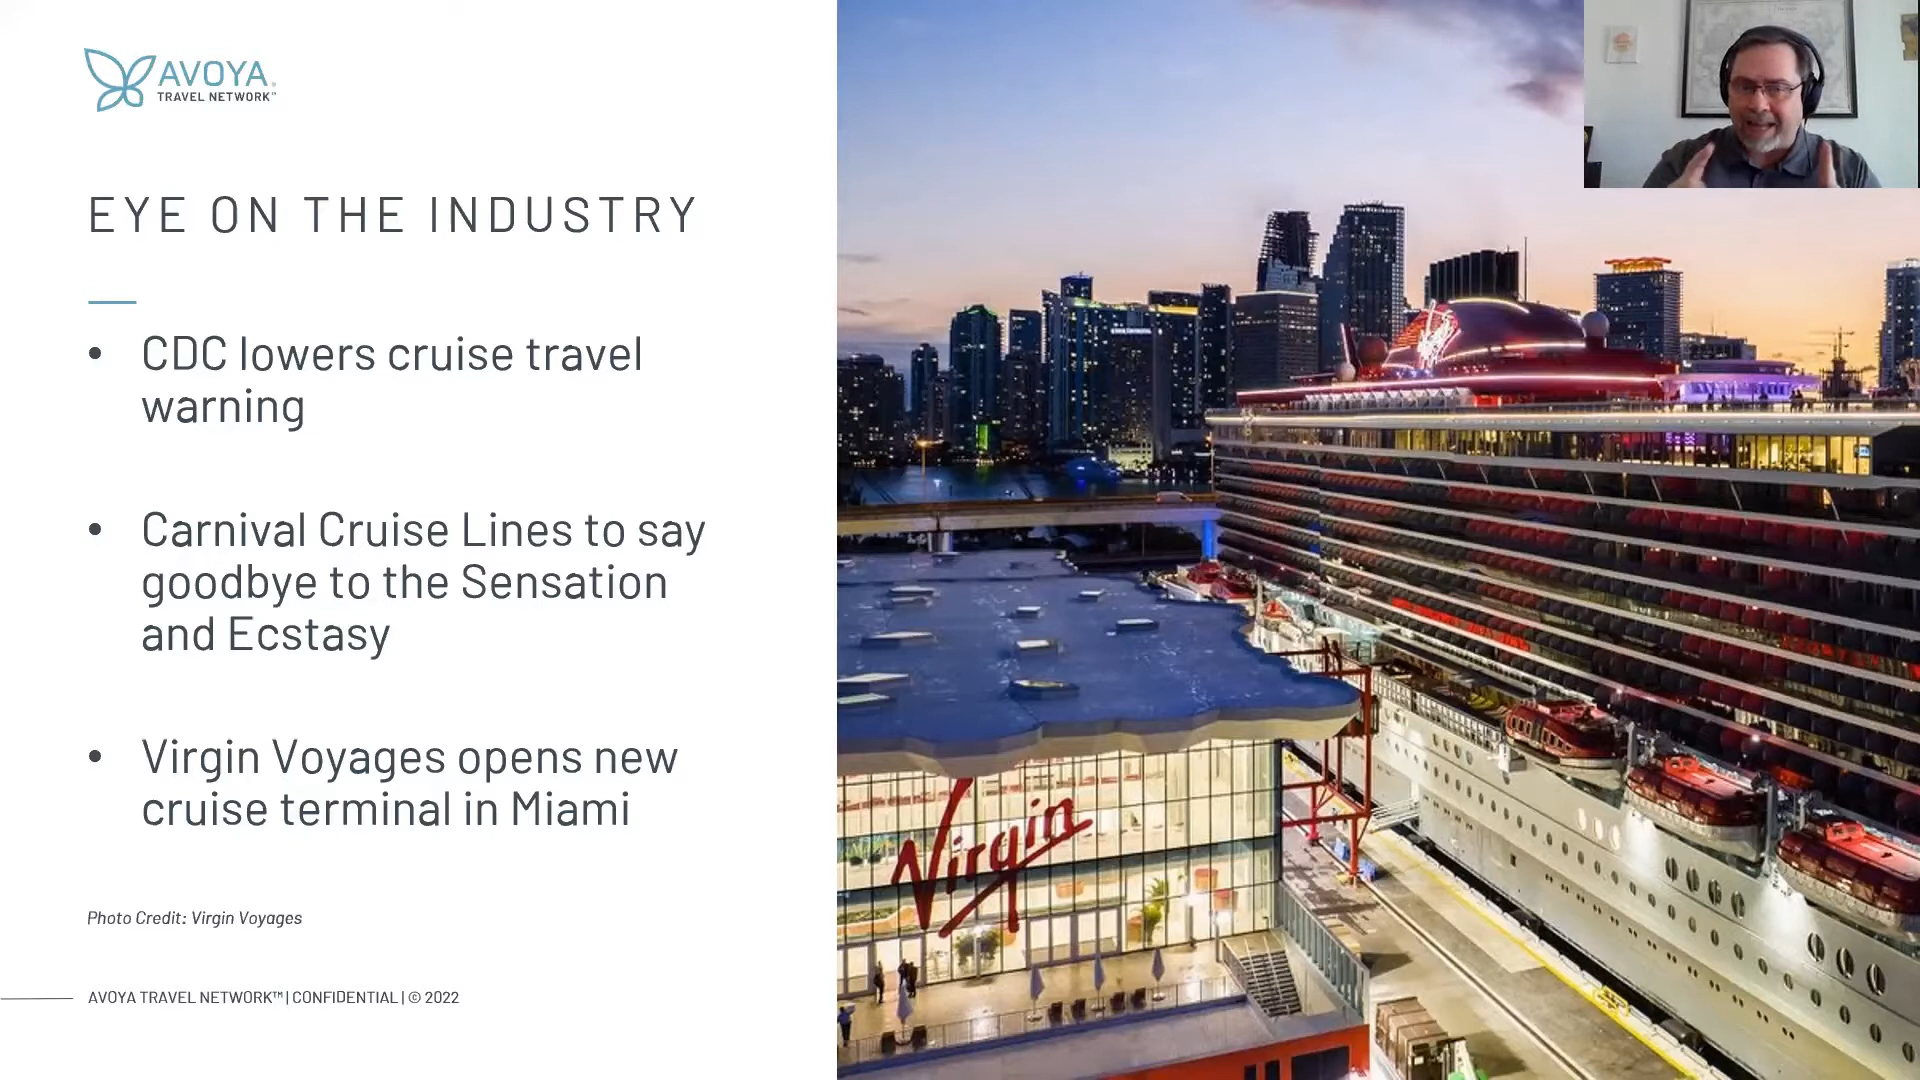 AVOYA
TRAVEL NETWORK™
EYE ON THE INDUSTRY
• CDC lowers cruise travel
warning
• Carnival Cruise Lines to say
goodbye to the Sensation
and Ecstasy
• Virgin Voyages opens new
cruise terminal in Miami
Photo Credit: Virgin Voyages
AVOYA TRAVEL NETWORK™ | CONFIDENTIAL | © 2022
Virgin